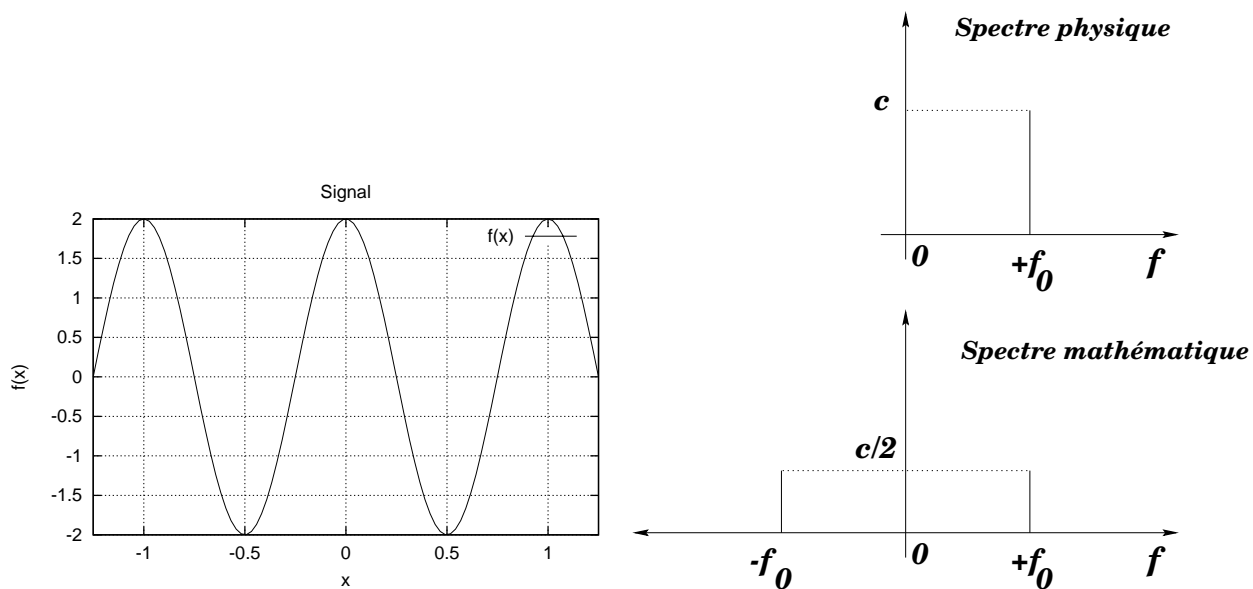 Signal
f(x)
2
1.5
1
0.5
0
-0.5
-1
-1.5
-2
f(x)
-1 -0.5 0 0.5 1
x
Spectre physique
c
0 +f0 f
Spectre mathématique
c/2
-f0 0 +f0 f